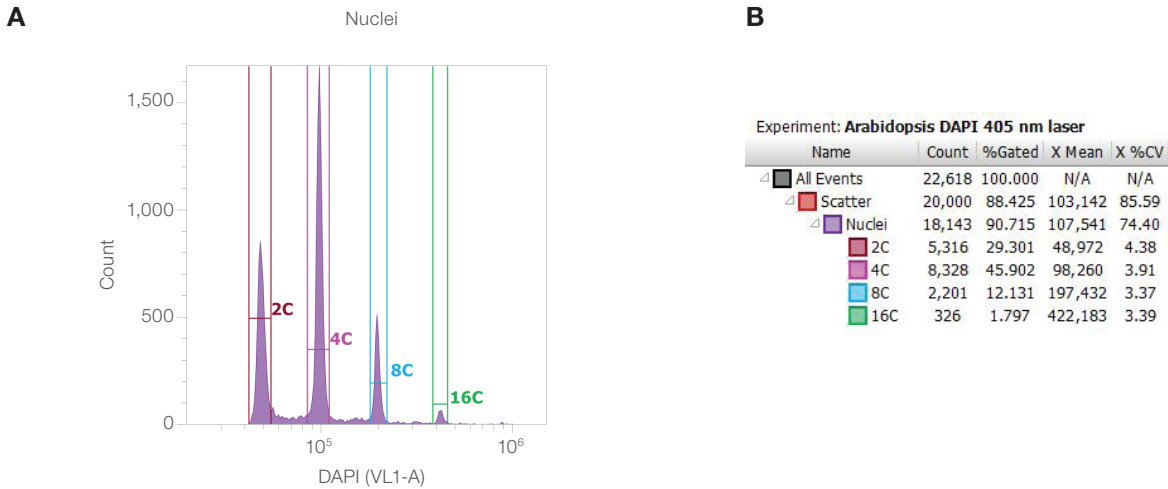 A
Nuclei
1,500
1,000
500
0
Count
2C
4C
8C
16C
10⁵
10⁶
DAPI (VL1-A)
B
Experiment: Arabidopsis DAPI 405 nm laser
Name Count %Gated X Mean X %CV
All Events 22,618 100.000 N/A N/A
Scatter 20,000 88.425 103,142 85.59
Nuclei 18,143 90.715 107,541 74.40
2C 5,316 29.301 48,972 4.38
4C 8,328 45.902 98,260 3.91
8C 2,201 12.131 197,432 3.37
16C 326 1.797 422,183 3.39